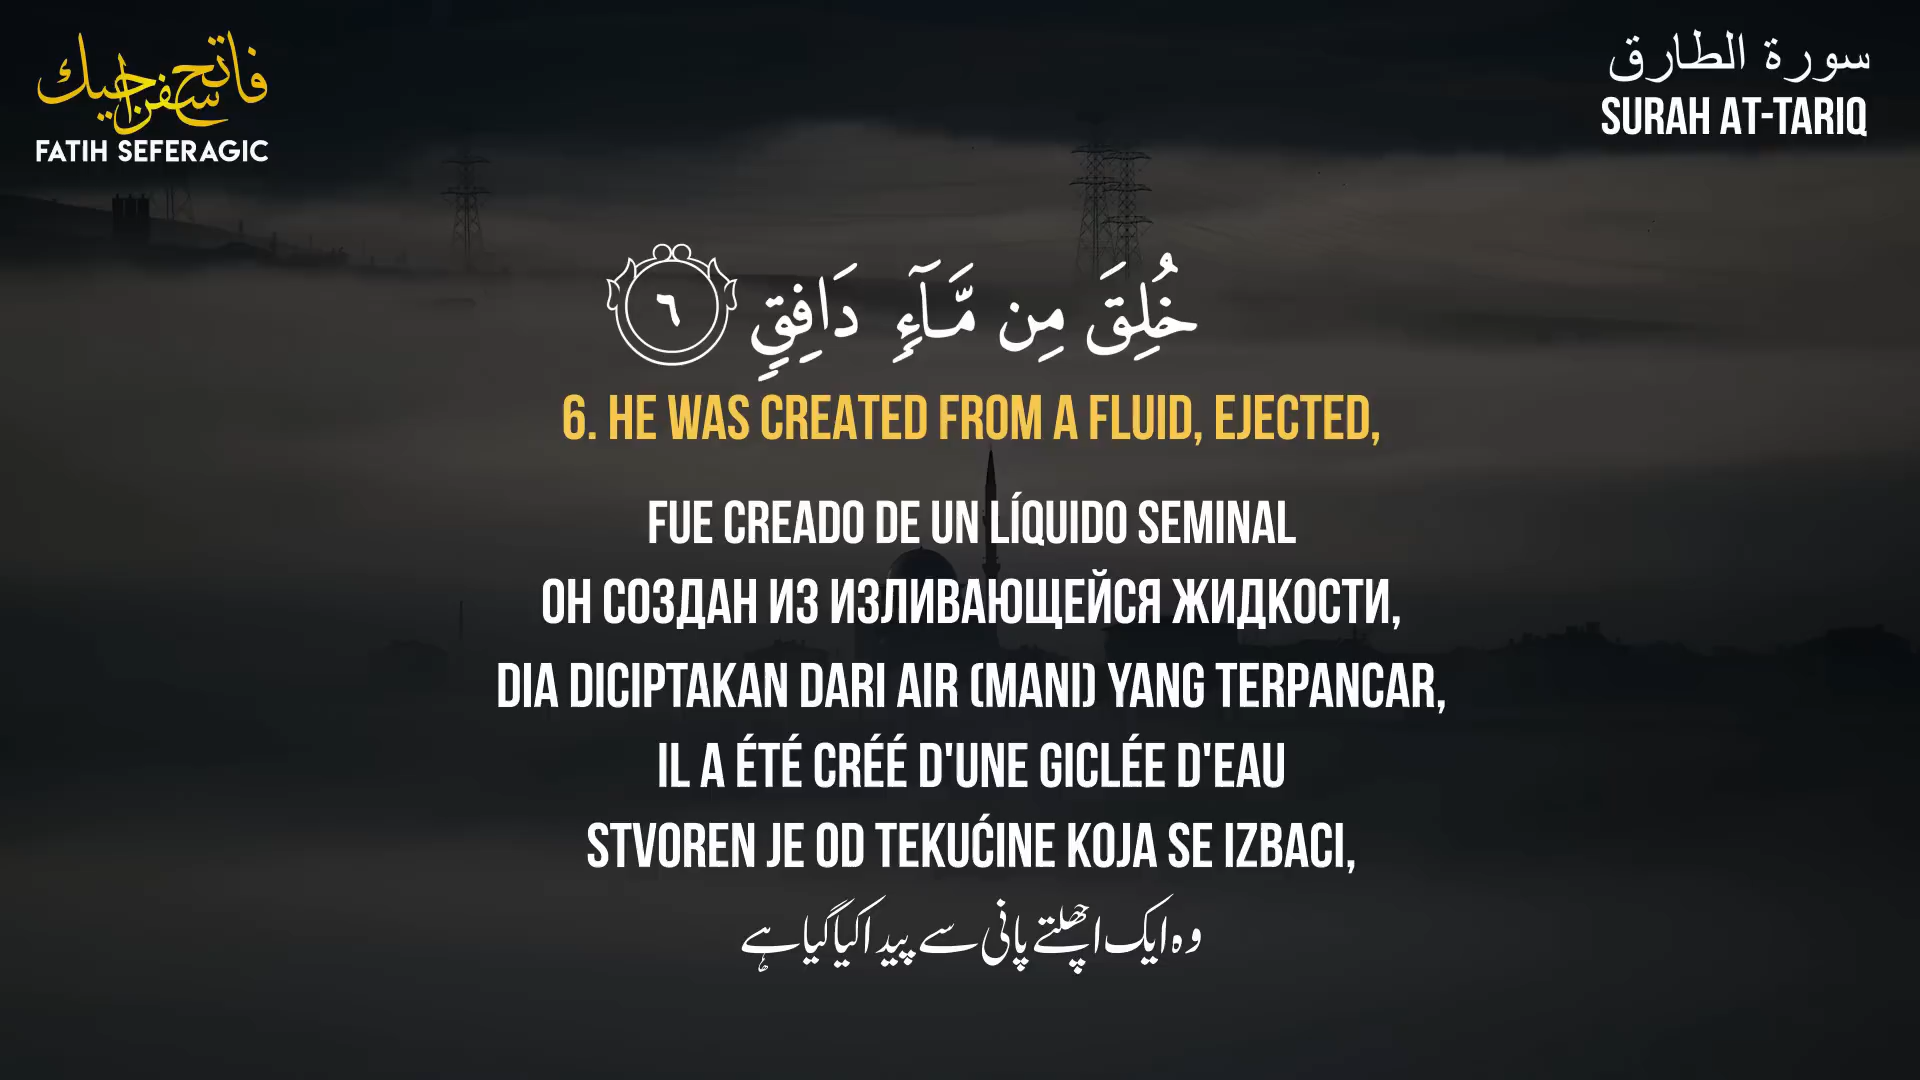 فاتح سفراجيك
FATIH SEFERAGIC
سورة الطارق
SURAH AT-TARIQ
خُلِقَ مِن مَّآءٍ دَافِقٍ ٦
6. HE WAS CREATED FROM A FLUID, EJECTED,
FUE CREADO DE UN LÍQUIDO SEMINAL
ОН СОЗДАН ИЗ ИЗЛИВАЮЩЕЙСЯ ЖИДКОСТИ,
DIA DICIPTAKAN DARI AIR (MANI) YANG TERPANCAR,
IL A ÉTÉ CRÉÉ D'UNE GICLÉE D'EAU
STVOREN JE OD TEKUĆINE KOJA SE IZBACI,
وہ ایک اچھلتے پانی سے پیدا کیا گیا ہے